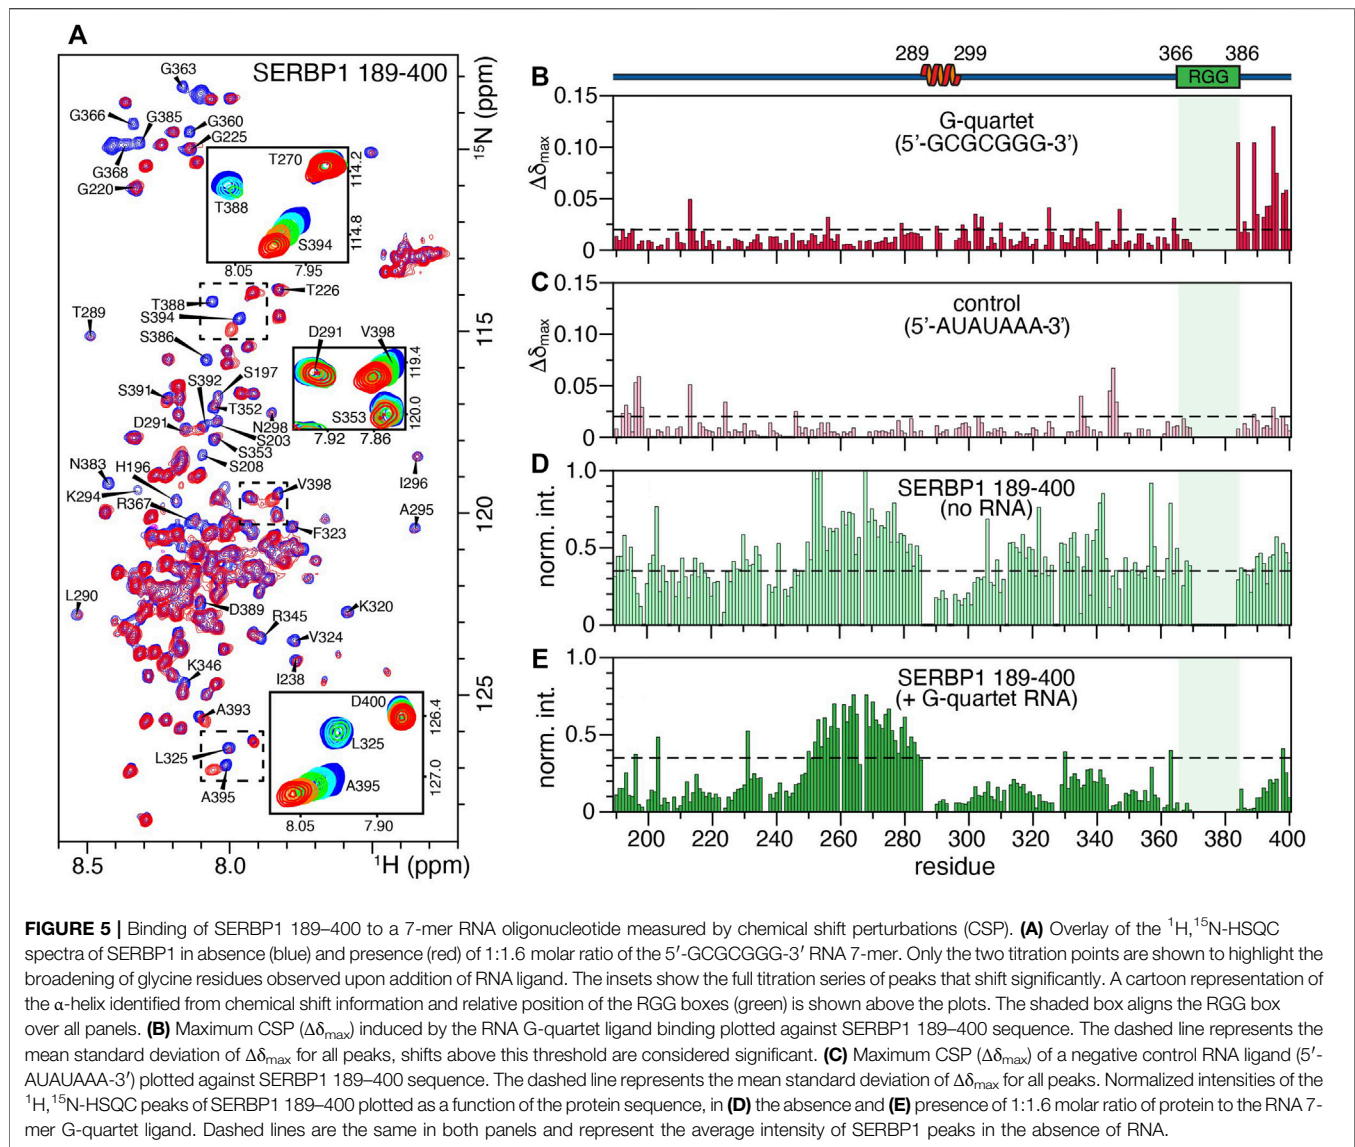 A
SERBP1 189-400
G363
G366
G385
G360
G225
G368
G220
T270
T388
S394
114.2
114.8
8.05
7.95
T226
T388
S394
T289
S386
D291
V398
119.4
S392
S197
S391
T352
D291
N298
S203
S353
S208
S353
120.0
7.92
7.86
N383
H196
K294
R367
V398
I296
A295
F323
L290
D389
K320
R345
V324
K346
I238
A393
L325
A395
D400
L325
A395
126.4
127.0
8.05
7.90
115
120
125
15N (ppm)
8.5
8.0
1H (ppm)
289
299
366
386
RGG
B
0.15
0.10
0.05
0
Δδmax
G-quartet
(5'-GCGCGGG-3')
C
0.15
0.10
0.05
0
Δδmax
control
(5'-AUAUAAA-3')
D
1.0
0.5
0
norm. int.
SERBP1 189-400
(no RNA)
E
1.0
0.5
0
norm. int.
SERBP1 189-400
(+ G-quartet RNA)
200 220 240 260 280 300 320 340 360 380 400
residue
FIGURE 5 | Binding of SERBP1 189–400 to a 7-mer RNA oligonucleotide measured by chemical shift perturbations (CSP). (A) Overlay of the 1H,15N-HSQC
spectra of SERBP1 in absence (blue) and presence (red) of 1:1.6 molar ratio of the 5′-GCGCGGG-3′ RNA 7-mer. Only the two titration points are shown to highlight the
broadening of glycine residues observed upon addition of RNA ligand. The insets show the full titration series of peaks that shift significantly. A cartoon representation of
the α-helix identified from chemical shift information and relative position of the RGG boxes (green) is shown above the plots. The shaded box aligns the RGG box
over all panels. (B) Maximum CSP (Δδmax) induced by the RNA G-quartet ligand binding plotted against SERBP1 189–400 sequence. The dashed line represents the
mean standard deviation of Δδmax for all peaks, shifts above this threshold are considered significant. (C) Maximum CSP (Δδmax) of a negative control RNA ligand (5′-
AUAUAAA-3′) plotted against SERBP1 189–400 sequence. The dashed line represents the mean standard deviation of Δδmax for all peaks. Normalized intensities of the
1H,15N-HSQC peaks of SERBP1 189–400 plotted as a function of the protein sequence, in (D) the absence and (E) presence of 1:1.6 molar ratio of protein to the RNA 7-
mer G-quartet ligand. Dashed lines are the same in both panels and represent the average intensity of SERBP1 peaks in the absence of RNA.